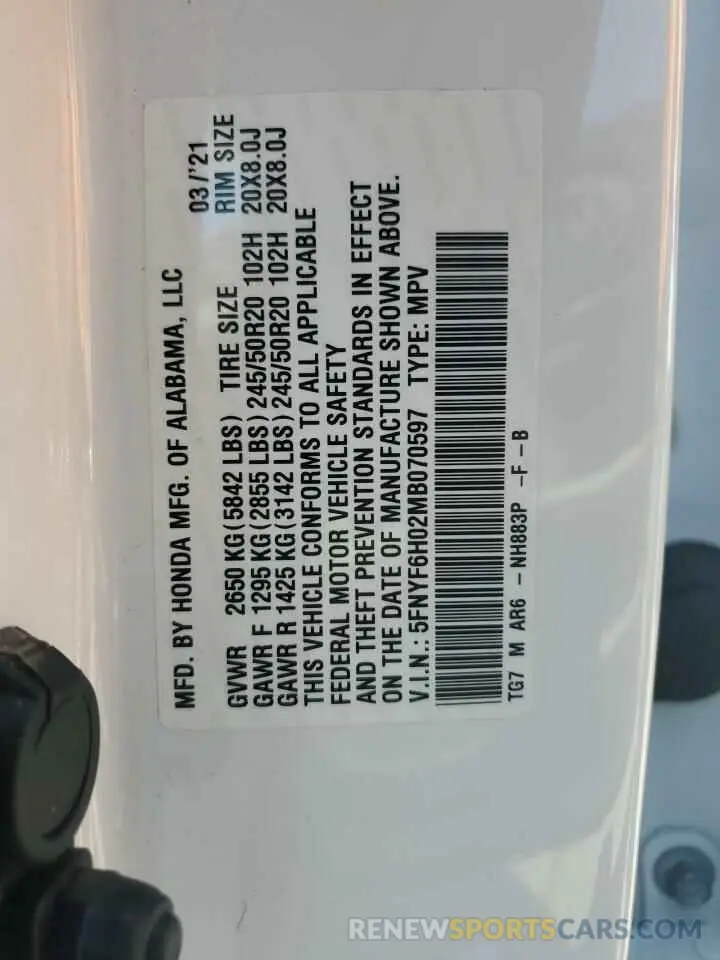 MFD. BY HONDA MFG. OF ALABAMA, LLC 03/'21
GVWR 2650 KG(5842 LBS) TIRE SIZE RIM SIZE
GAWR F 1295 KG(2855 LBS) 245/50R20 102H 20X8.0J
GAWR R 1425 KG(3142 LBS) 245/50R20 102H 20X8.0J
THIS VEHICLE CONFORMS TO ALL APPLICABLE
FEDERAL MOTOR VEHICLE SAFETY
AND THEFT PREVENTION STANDARDS IN EFFECT
ON THE DATE OF MANUFACTURE SHOWN ABOVE.
V.I.N.: 5FNYF6H02MB070597 TYPE: MPV
TG7 M AR6 -NH883P -F -B
RENEWSPORTSCARS.COM